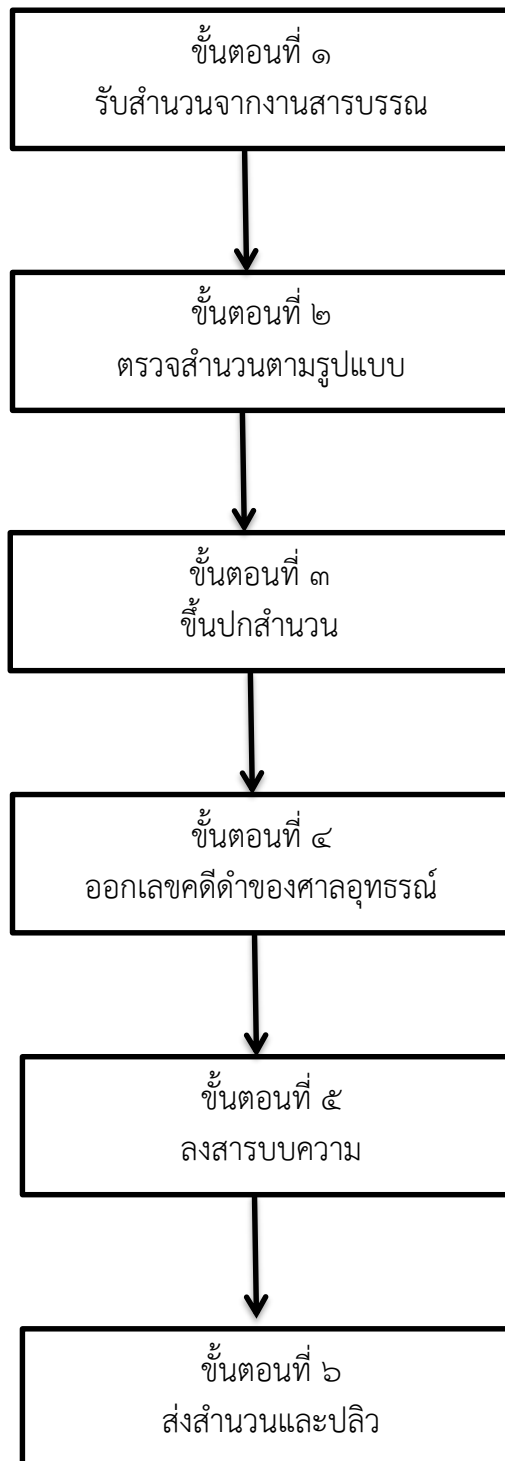 ขั้นตอนที่ ๑
รับสำนวนจากงานสารบรรณ
ขั้นตอนที่ ๒
ตรวจสำนวนตามรูปแบบ
ขั้นตอนที่ ๓
ขึ้นปกสำนวน
ขั้นตอนที่ ๔
ออกเลขคดีดำของศาลอุทธรณ์
ขั้นตอนที่ ๕
ลงสารบบความ
ขั้นตอนที่ ๖
ส่งสำนวนและปลิว